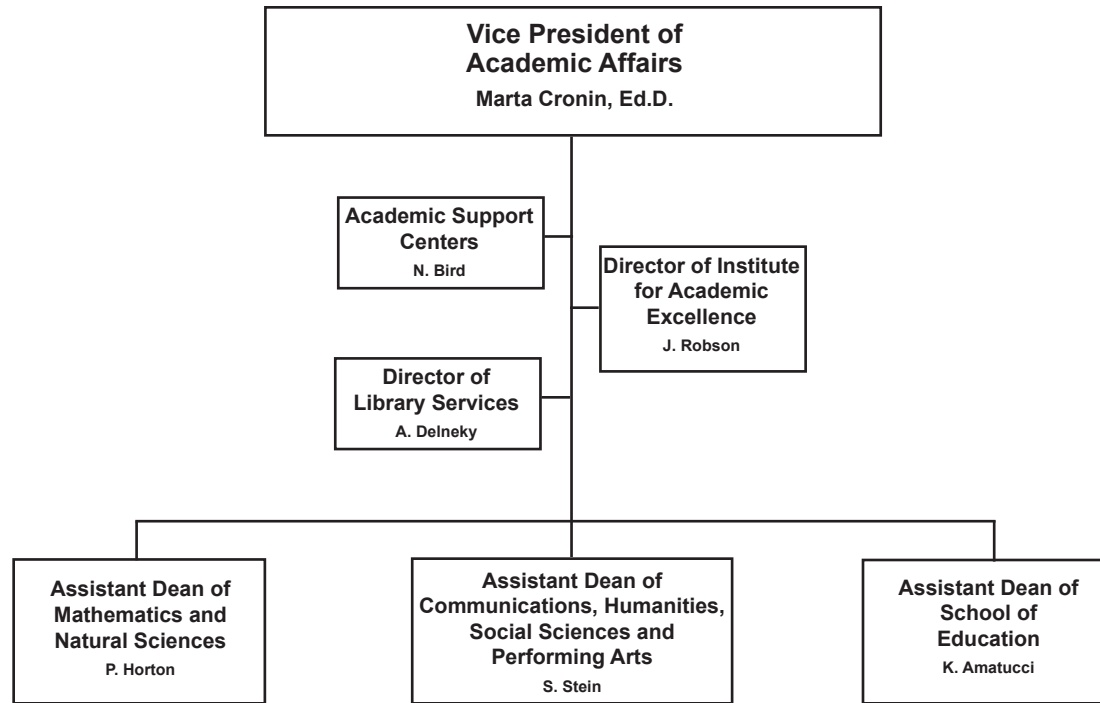 Vice President of
Academic Affairs
Marta Cronin, Ed.D.
Academic Support
Centers
N. Bird
Director of Institute
for Academic
Excellence
J. Robson
Director of
Library Services
A. Delneky
Assistant Dean of
Mathematics and
Natural Sciences
P. Horton
Assistant Dean of
Communications, Humanities,
Social Sciences and
Performing Arts
S. Stein
Assistant Dean of
School of
Education
K. Amatucci